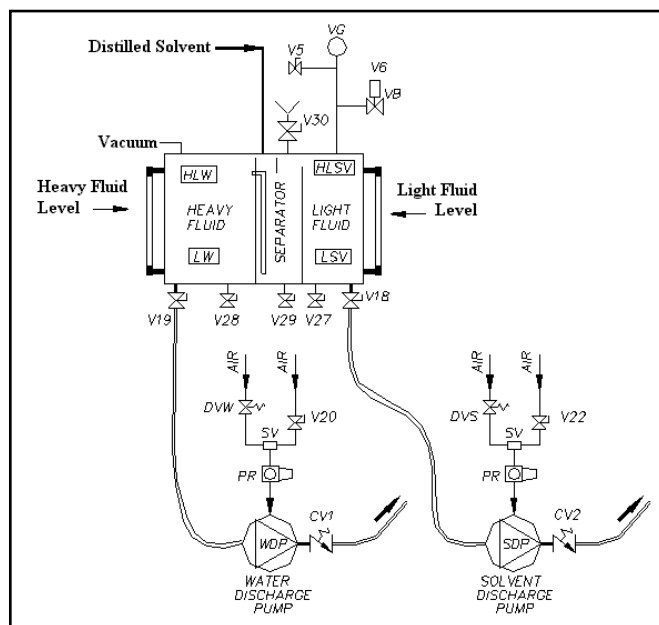 VG
Distilled Solvent
V5
V6
VB
V30
Vacuum
HLW
HLSV
Heavy Fluid
Level
HEAVY
FLUID
SEPARATOR
LIGHT
FLUID
Light Fluid
Level
LW
LSV
V19
V28
V29
V27
V18
AIR
AIR
AIR
AIR
DVW
V20
DVS
V22
SV
SV
PR
PR
CV1
CV2
WDP
SDP
WATER
DISCHARGE
PUMP
SOLVENT
DISCHARGE
PUMP